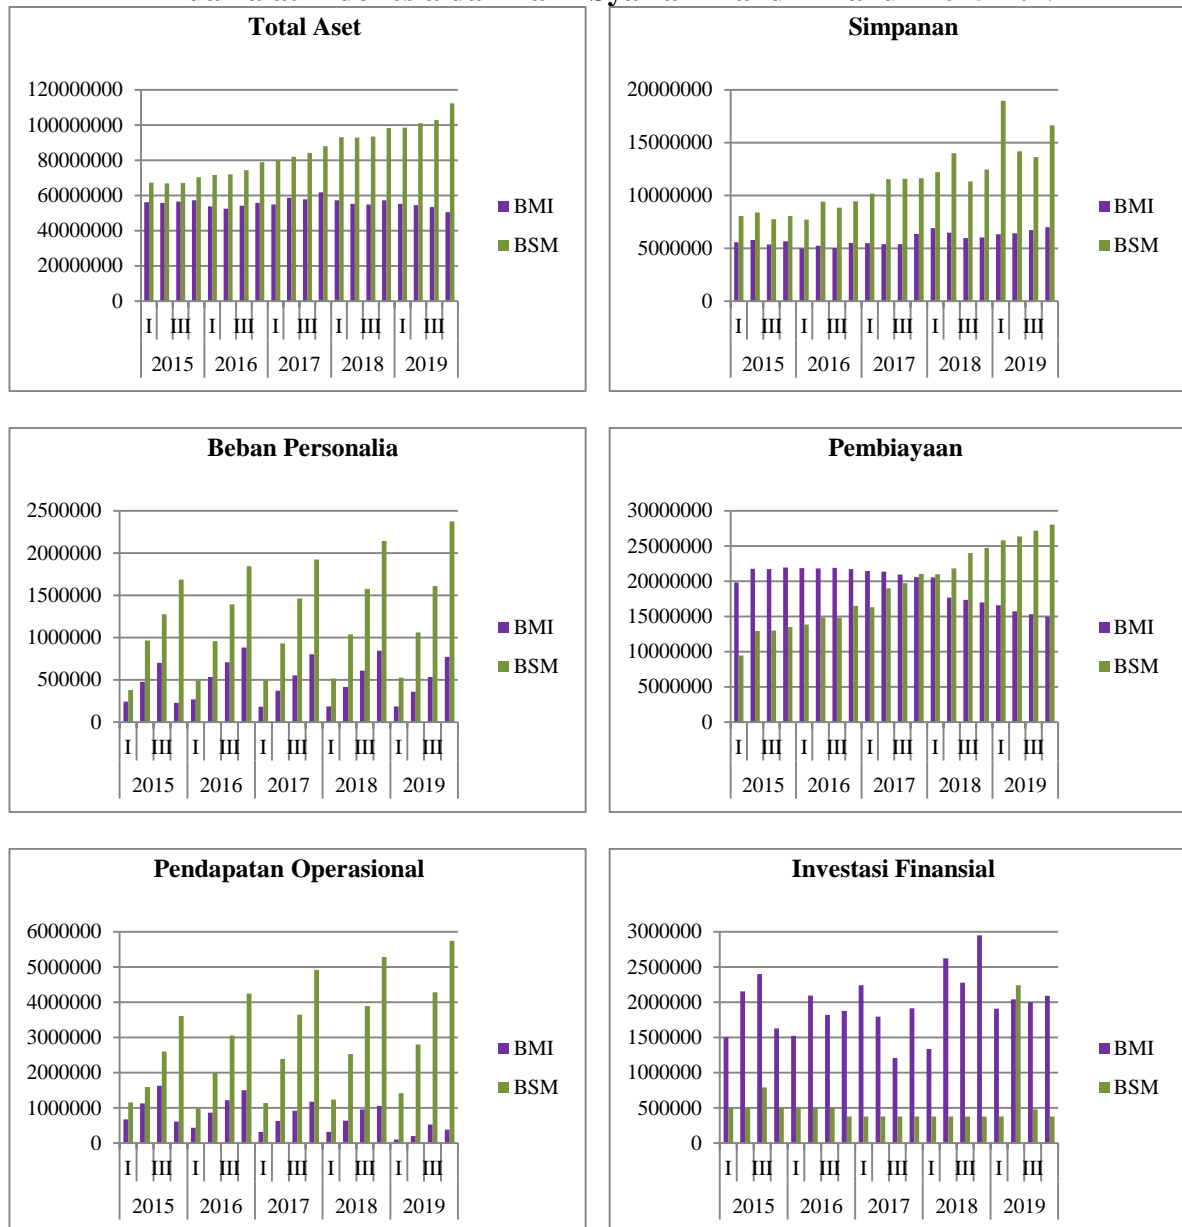 Total Aset
120000000
100000000
80000000
60000000
40000000
20000000
0
I III I III I III I III I III
2015 2016 2017 2018 2019
BMI
BSM
Simpanan
20000000
15000000
10000000
5000000
0
I III I III I III I III I III
2015 2016 2017 2018 2019
BMI
BSM
Beban Personalia
2500000
2000000
1500000
1000000
500000
0
I III I III I III I III I III
2015 2016 2017 2018 2019
BMI
BSM
Pembiayaan
30000000
25000000
20000000
15000000
10000000
5000000
0
I III I III I III I III I III
2015 2016 2017 2018 2019
BMI
BSM
Pendapatan Operasional
6000000
5000000
4000000
3000000
2000000
1000000
0
I III I III I III I III I III
2015 2016 2017 2018 2019
BMI
BSM
Investasi Finansial
3000000
2500000
2000000
1500000
1000000
500000
0
I III I III I III I III I III
2015 2016 2017 2018 2019
BMI
BSM